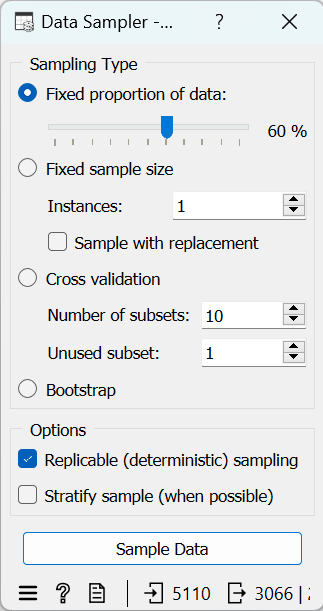 Data Sampler -... ? ✕
Sampling Type
Fixed proportion of data:
60 %
Fixed sample size
Instances: 1
Sample with replacement
Cross validation
Number of subsets: 10
Unused subset: 1
Bootstrap
Options
Replicable (deterministic) sampling
Stratify sample (when possible)
Sample Data
? 5110 3066 |